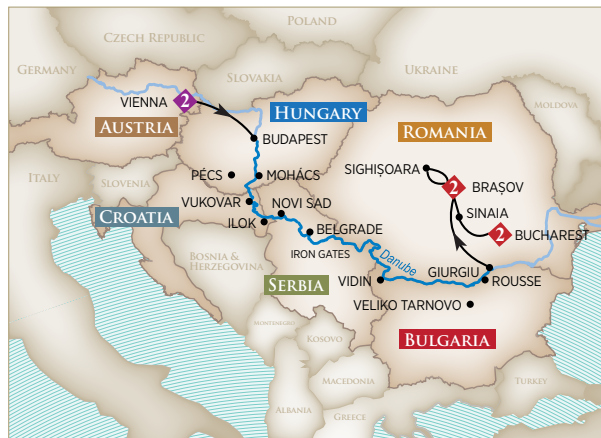 POLAND
CZECH REPUBLIC
GERMANY
UKRAINE
SLOVAKIA
VIENNA
2
MOLDOVA
HUNGARY
AUSTRIA
ROMANIA
BUDAPEST
SIGHIȘOARA
ITALY
PÉCS
MOHÁCS
SLOVENIA
2
BRAȘOV
VUKOVAR
NOVI SAD
CROATIA
SINAIA
ILOK
BELGRADE
2
BUCHAREST
BOSNIA &
HERZEGOVINA
IRON GATES
Danube
GIURGIU
SERBIA
VIDIN
ROUSSE
VELIKO TARNOVO
MONTENEGRO
KOSOVO
BULGARIA
MACEDONIA
TURKEY
ALBANIA
GREECE